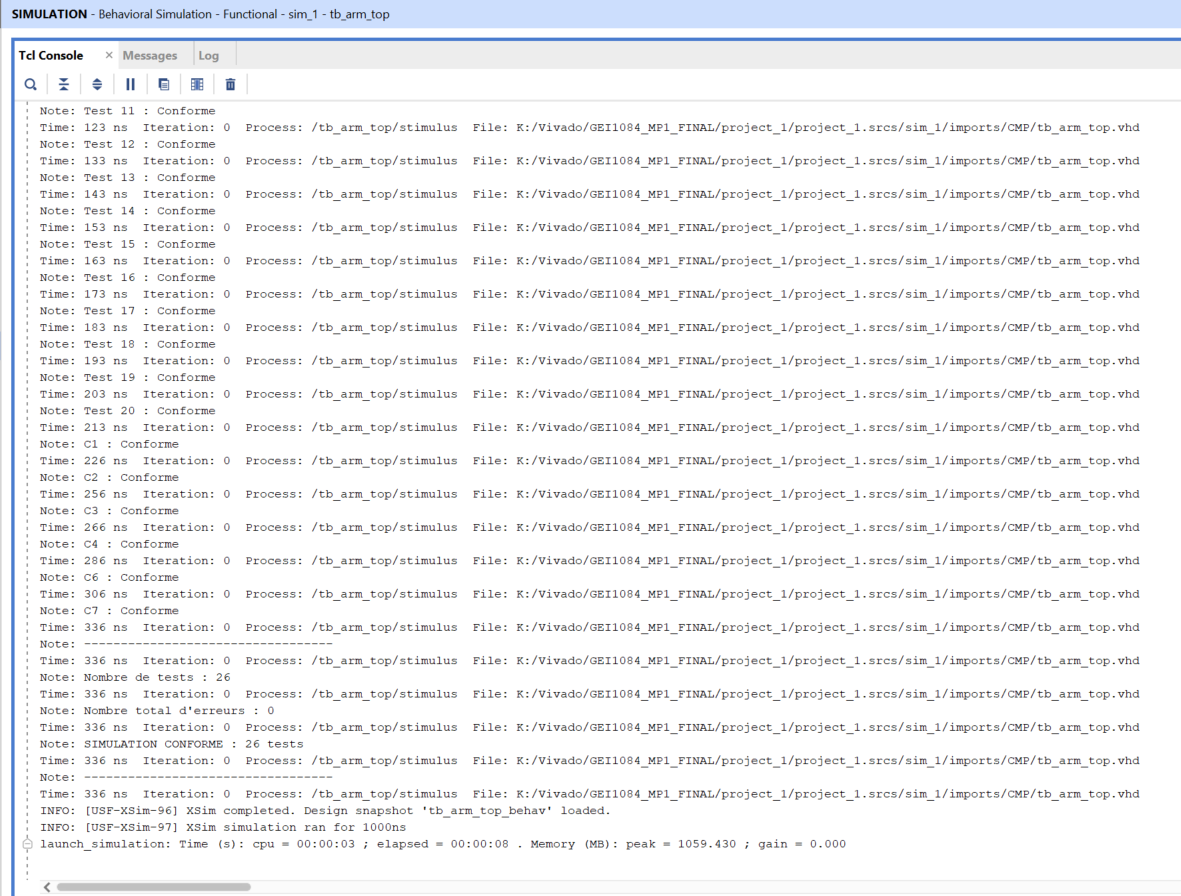 SIMULATION - Behavioral Simulation - Functional - sim_1 - tb_arm_top
Tcl Console × Messages Log
Note: Test 11 : Conforme
Time: 123 ns Iteration: 0 Process: /tb_arm_top/stimulus File: K:/Vivado/GEI1084_MP1_FINAL/project_1/project_1.srcs/sim_1/imports/CMP/tb_arm_top.vhd
Note: Test 12 : Conforme
Time: 133 ns Iteration: 0 Process: /tb_arm_top/stimulus File: K:/Vivado/GEI1084_MP1_FINAL/project_1/project_1.srcs/sim_1/imports/CMP/tb_arm_top.vhd
Note: Test 13 : Conforme
Time: 143 ns Iteration: 0 Process: /tb_arm_top/stimulus File: K:/Vivado/GEI1084_MP1_FINAL/project_1/project_1.srcs/sim_1/imports/CMP/tb_arm_top.vhd
Note: Test 14 : Conforme
Time: 153 ns Iteration: 0 Process: /tb_arm_top/stimulus File: K:/Vivado/GEI1084_MP1_FINAL/project_1/project_1.srcs/sim_1/imports/CMP/tb_arm_top.vhd
Note: Test 15 : Conforme
Time: 163 ns Iteration: 0 Process: /tb_arm_top/stimulus File: K:/Vivado/GEI1084_MP1_FINAL/project_1/project_1.srcs/sim_1/imports/CMP/tb_arm_top.vhd
Note: Test 16 : Conforme
Time: 173 ns Iteration: 0 Process: /tb_arm_top/stimulus File: K:/Vivado/GEI1084_MP1_FINAL/project_1/project_1.srcs/sim_1/imports/CMP/tb_arm_top.vhd
Note: Test 17 : Conforme
Time: 183 ns Iteration: 0 Process: /tb_arm_top/stimulus File: K:/Vivado/GEI1084_MP1_FINAL/project_1/project_1.srcs/sim_1/imports/CMP/tb_arm_top.vhd
Note: Test 18 : Conforme
Time: 193 ns Iteration: 0 Process: /tb_arm_top/stimulus File: K:/Vivado/GEI1084_MP1_FINAL/project_1/project_1.srcs/sim_1/imports/CMP/tb_arm_top.vhd
Note: Test 19 : Conforme
Time: 203 ns Iteration: 0 Process: /tb_arm_top/stimulus File: K:/Vivado/GEI1084_MP1_FINAL/project_1/project_1.srcs/sim_1/imports/CMP/tb_arm_top.vhd
Note: Test 20 : Conforme
Time: 213 ns Iteration: 0 Process: /tb_arm_top/stimulus File: K:/Vivado/GEI1084_MP1_FINAL/project_1/project_1.srcs/sim_1/imports/CMP/tb_arm_top.vhd
Note: C1 : Conforme
Time: 226 ns Iteration: 0 Process: /tb_arm_top/stimulus File: K:/Vivado/GEI1084_MP1_FINAL/project_1/project_1.srcs/sim_1/imports/CMP/tb_arm_top.vhd
Note: C2 : Conforme
Time: 256 ns Iteration: 0 Process: /tb_arm_top/stimulus File: K:/Vivado/GEI1084_MP1_FINAL/project_1/project_1.srcs/sim_1/imports/CMP/tb_arm_top.vhd
Note: C3 : Conforme
Time: 266 ns Iteration: 0 Process: /tb_arm_top/stimulus File: K:/Vivado/GEI1084_MP1_FINAL/project_1/project_1.srcs/sim_1/imports/CMP/tb_arm_top.vhd
Note: C4 : Conforme
Time: 286 ns Iteration: 0 Process: /tb_arm_top/stimulus File: K:/Vivado/GEI1084_MP1_FINAL/project_1/project_1.srcs/sim_1/imports/CMP/tb_arm_top.vhd
Note: C6 : Conforme
Time: 306 ns Iteration: 0 Process: /tb_arm_top/stimulus File: K:/Vivado/GEI1084_MP1_FINAL/project_1/project_1.srcs/sim_1/imports/CMP/tb_arm_top.vhd
Note: C7 : Conforme
Time: 336 ns Iteration: 0 Process: /tb_arm_top/stimulus File: K:/Vivado/GEI1084_MP1_FINAL/project_1/project_1.srcs/sim_1/imports/CMP/tb_arm_top.vhd
Note: ----------------------------------
Time: 336 ns Iteration: 0 Process: /tb_arm_top/stimulus File: K:/Vivado/GEI1084_MP1_FINAL/project_1/project_1.srcs/sim_1/imports/CMP/tb_arm_top.vhd
Note: Nombre de tests : 26
Time: 336 ns Iteration: 0 Process: /tb_arm_top/stimulus File: K:/Vivado/GEI1084_MP1_FINAL/project_1/project_1.srcs/sim_1/imports/CMP/tb_arm_top.vhd
Note: Nombre total d'erreurs : 0
Time: 336 ns Iteration: 0 Process: /tb_arm_top/stimulus File: K:/Vivado/GEI1084_MP1_FINAL/project_1/project_1.srcs/sim_1/imports/CMP/tb_arm_top.vhd
Note: SIMULATION CONFORME : 26 tests
Time: 336 ns Iteration: 0 Process: /tb_arm_top/stimulus File: K:/Vivado/GEI1084_MP1_FINAL/project_1/project_1.srcs/sim_1/imports/CMP/tb_arm_top.vhd
Note: ----------------------------------
Time: 336 ns Iteration: 0 Process: /tb_arm_top/stimulus File: K:/Vivado/GEI1084_MP1_FINAL/project_1/project_1.srcs/sim_1/imports/CMP/tb_arm_top.vhd
INFO: [USF-XSim-96] XSim completed. Design snapshot 'tb_arm_top_behav' loaded.
INFO: [USF-XSim-97] XSim simulation ran for 1000ns
launch_simulation: Time (s): cpu = 00:00:03 ; elapsed = 00:00:08 . Memory (MB): peak = 1059.430 ; gain = 0.000